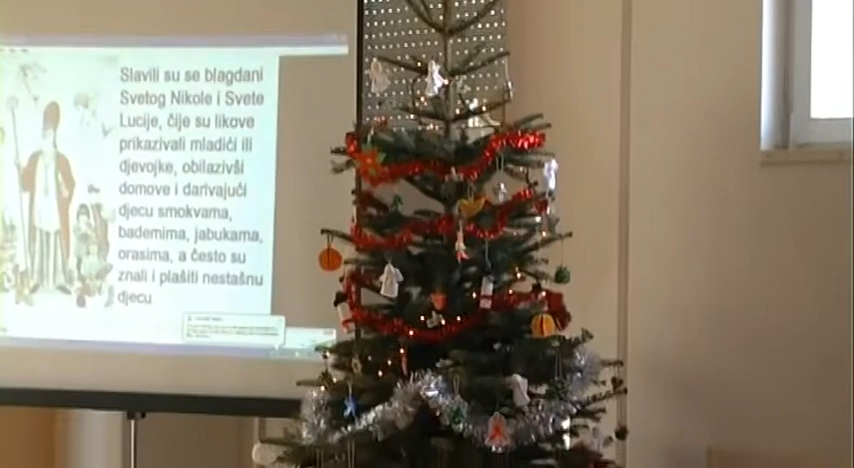 Slavili su se blagdani
Svetog Nikole i Svete
Lucije, čije su likove
prikazivali mladići ili
djevojke, obilazivši
domove i darivajući
djecu smokvama,
bademima, jabukama,
orasima, a često su
znali i plašiti nestašnu
djecu.